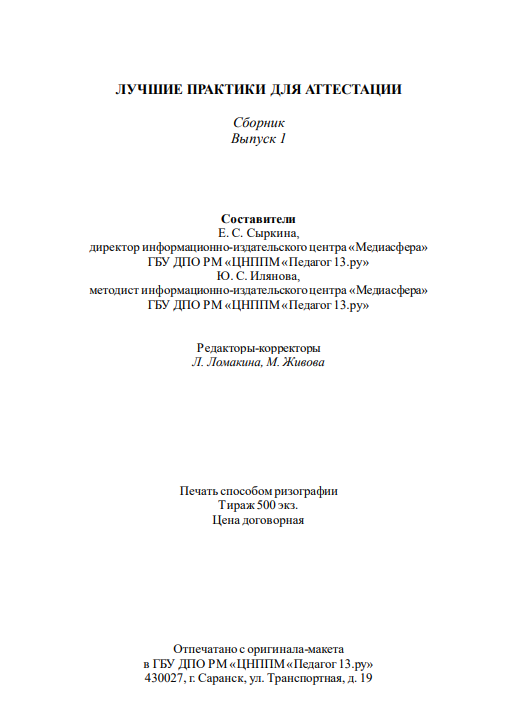 ЛУЧШИЕ ПРАКТИКИ ДЛЯ АТТЕСТАЦИИ
Сборник
Выпуск 1
Составители
Е. С. Сыркина,
директор информационно-издательского центра «Медиасфера»
ГБУ ДПО РМ «ЦНППМ «Педагог 13.ру»
Ю. С. Илянова,
методист информационно-издательского центра «Медиасфера»
ГБУ ДПО РМ «ЦНППМ «Педагог 13.ру»
Редакторы-корректоры
Л. Ломакина, М. Живова
Печать способом ризографии
Тираж 500 экз.
Цена договорная
Отпечатано с оригинала-макета
в ГБУ ДПО РМ «ЦНППМ «Педагог 13.ру»
430027, г. Саранск, ул. Транспортная, д. 19